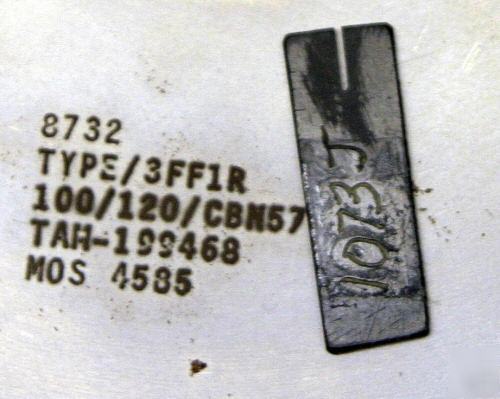 8732
TYPE/3FF1R
100/120/CBN57
TAH-199468
MOS 4585
1073J